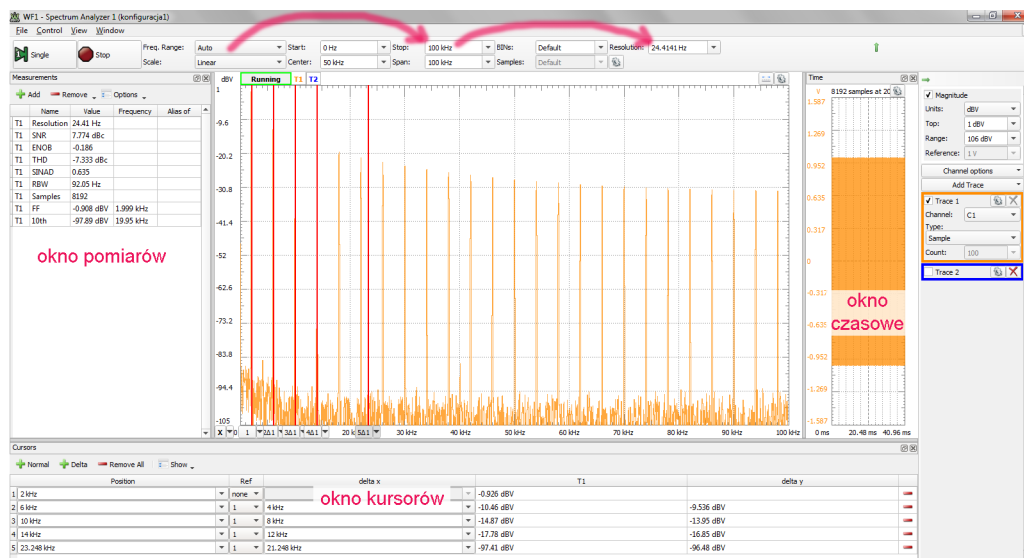 WF1 - Spectrum Analyzer 1 (konfiguracja1)
File Control View Window
Single Stop Freq. Range: Auto Start: 0 Hz Stop: 100 kHz BINs: Default Resolution: 24.4141 Hz
Scale: Linear Center: 50 kHz Span: 100 kHz Samples: Default
Measurements
Add Remove Options
Name Value Frequency Alias of
T1 Resolution 24.41 Hz
T1 SNR 7.774 dBc
T1 ENOB -0.186
T1 THD -7.333 dBc
T1 SINAD 0.635
T1 RBW 92.05 Hz
T1 Samples 8192
T1 FF -0.908 dBV 1.999 kHz
T1 10th -97.89 dBV 19.95 kHz
okno pomiarów
dBV Running T1 T2
1
-9.6
-20.2
-30.8
-41.4
-52
-62.6
-73.2
-83.8
-94.4
-105
X 0 1 2Δ1 3Δ1 4Δ1 20 k 5Δ1 30 kHz 40 kHz 50 kHz 60 kHz 70 kHz 80 kHz 90 kHz 100 kHz
Time
V 8192 samples at 20
1.587
1.269
0.952
0.635
0.317
0
-0.317
-0.635
-0.952
-1.269
-1.587
okno
czasowe
0 ms 20.48 ms 40.96 ms
Magnitude
Units: dBV
Top: 1 dBV
Range: 106 dBV
Reference: 1 V
Channel options
Add Trace
Trace 1
Channel: C1
Type:
Sample
Count: 100
Trace 2
Cursors
Normal Delta Remove All Show
Position Ref delta x T1 delta y
1 2 kHz none -0.926 dBV
2 6 kHz 1 4 kHz -10.46 dBV -9.536 dBV
3 10 kHz 1 8 kHz -14.87 dBV -13.95 dBV
4 14 kHz 1 12 kHz -17.78 dBV -16.85 dBV
5 23.248 kHz 1 21.248 kHz -97.41 dBV -96.48 dBV
okno kursorów